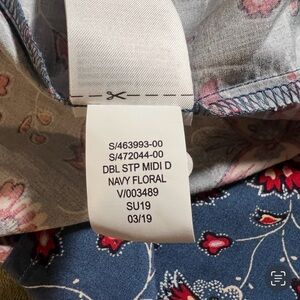 S/463993-00
S/472044-00
DBL STP MIDI D
NAVY FLORAL
V/003489
SU19
03/19